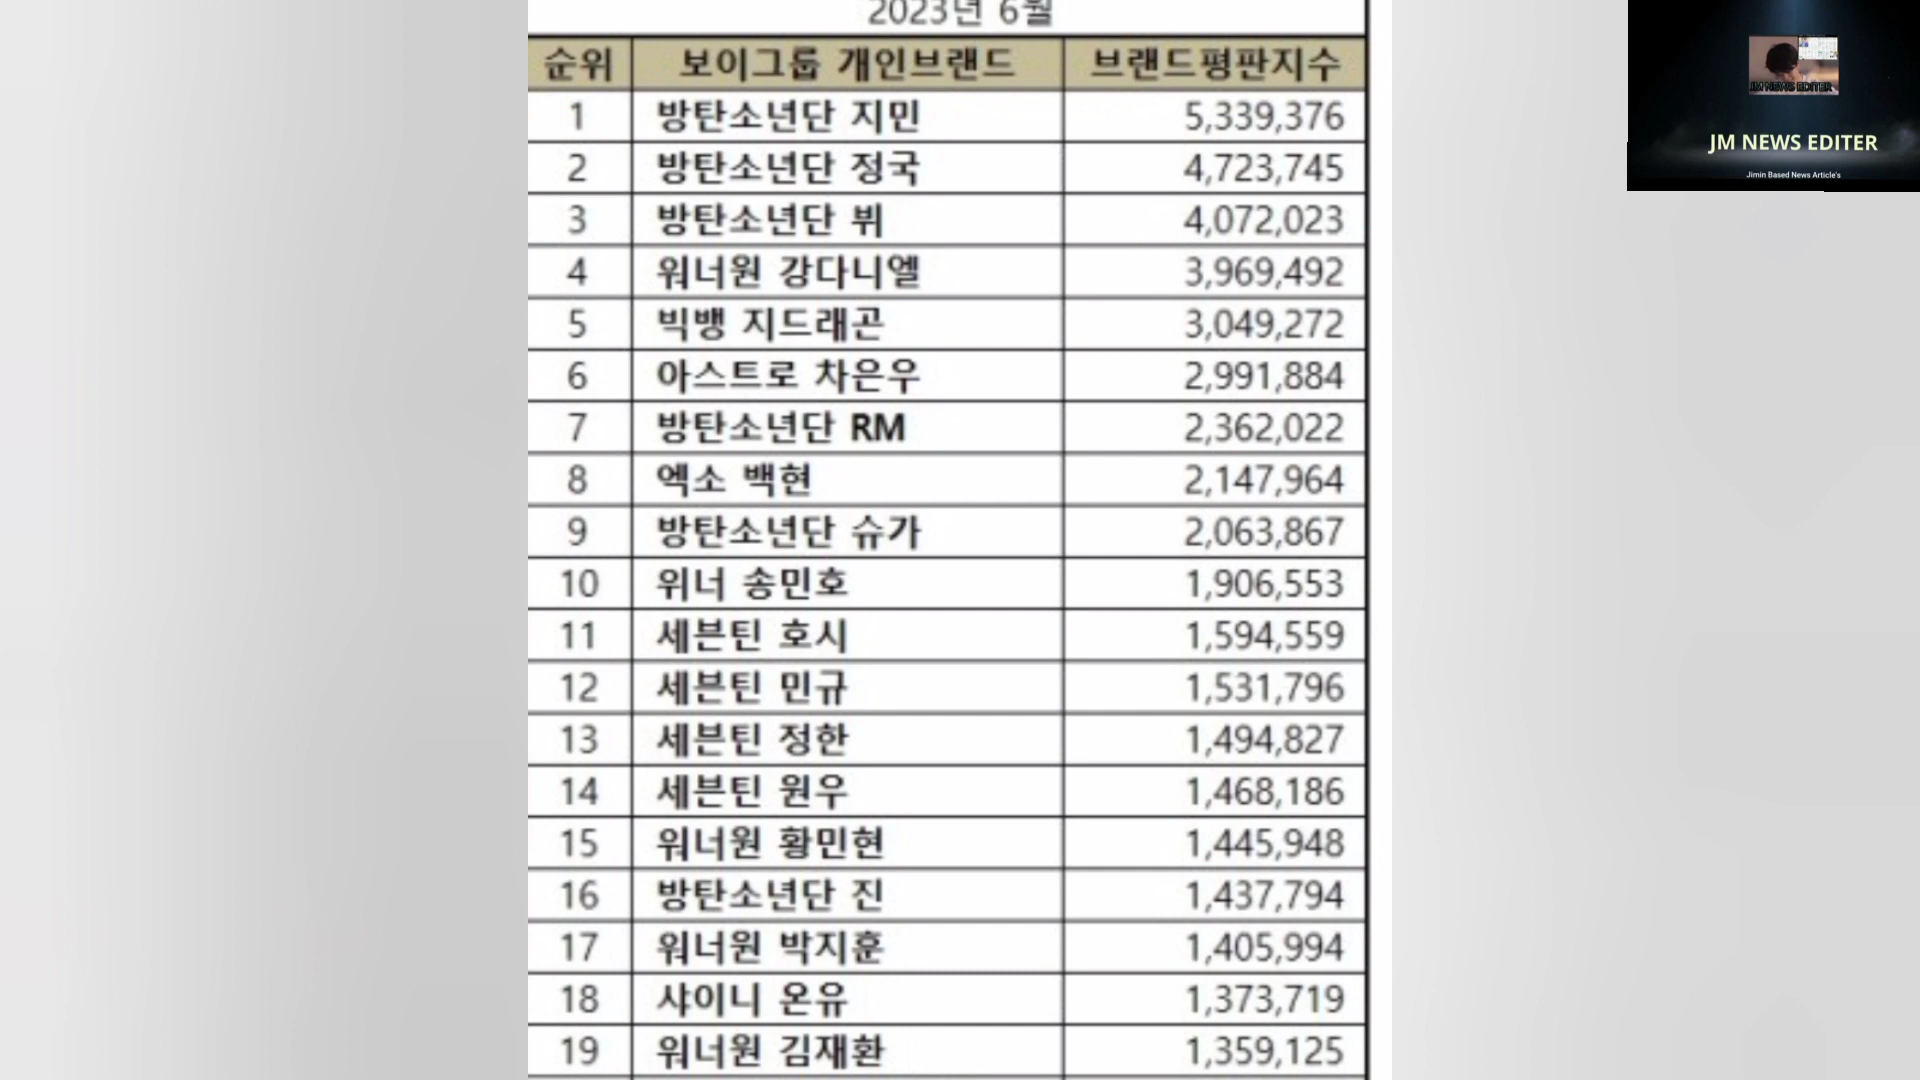 2023년 6월
순위 보이그룹 개인브랜드 브랜드평판지수
1 방탄소년단 지민 5,339,376
2 방탄소년단 정국 4,723,745
3 방탄소년단 뷔 4,072,023
4 워너원 강다니엘 3,969,492
5 빅뱅 지드래곤 3,049,272
6 아스트로 차은우 2,991,884
7 방탄소년단 RM 2,362,022
8 엑소 백현 2,147,964
9 방탄소년단 슈가 2,063,867
10 위너 송민호 1,906,553
11 세븐틴 호시 1,594,559
12 세븐틴 민규 1,531,796
13 세븐틴 정한 1,494,827
14 세븐틴 원우 1,468,186
15 워너원 황민현 1,445,948
16 방탄소년단 진 1,437,794
17 워너원 박지훈 1,405,994
18 샤이니 온유 1,373,719
19 워너원 김재환 1,359,125
JM NEWS EDITER
JM NEWS EDITER
Jimin Based News Article's